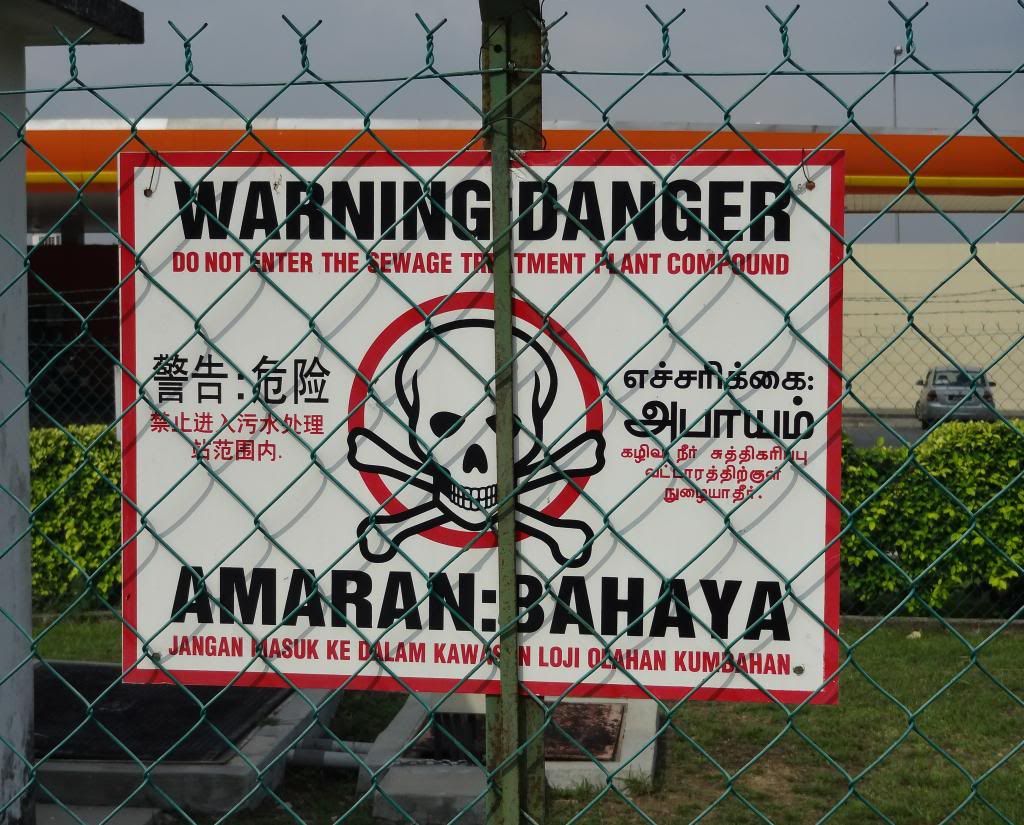 WARNING:DANGER
DO NOT ENTER THE SEWAGE TREATMENT PLANT COMPOUND
警告:危险
禁止进入污水处理
站范围内.
எச்சரிக்கை:
அபாயம்
கழிவு நீர் சுத்திகரிப்பு
வட்டாரத்திற்குள்
நுழையாதீர்.
AMARAN:BAHAYA
JANGAN MASUK KE DALAM KAWASAN LOJI OLAHAN KUMBAHAN